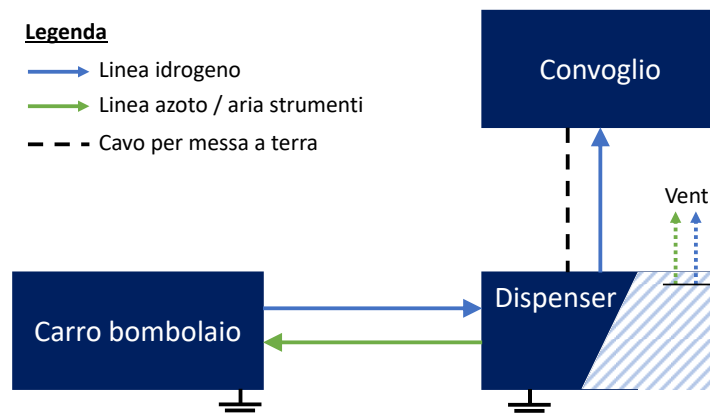 Legenda
Linea idrogeno
Linea azoto / aria strumenti
Cavo per messa a terra
Convoglio
Vent
Dispenser
Carro bombolaio